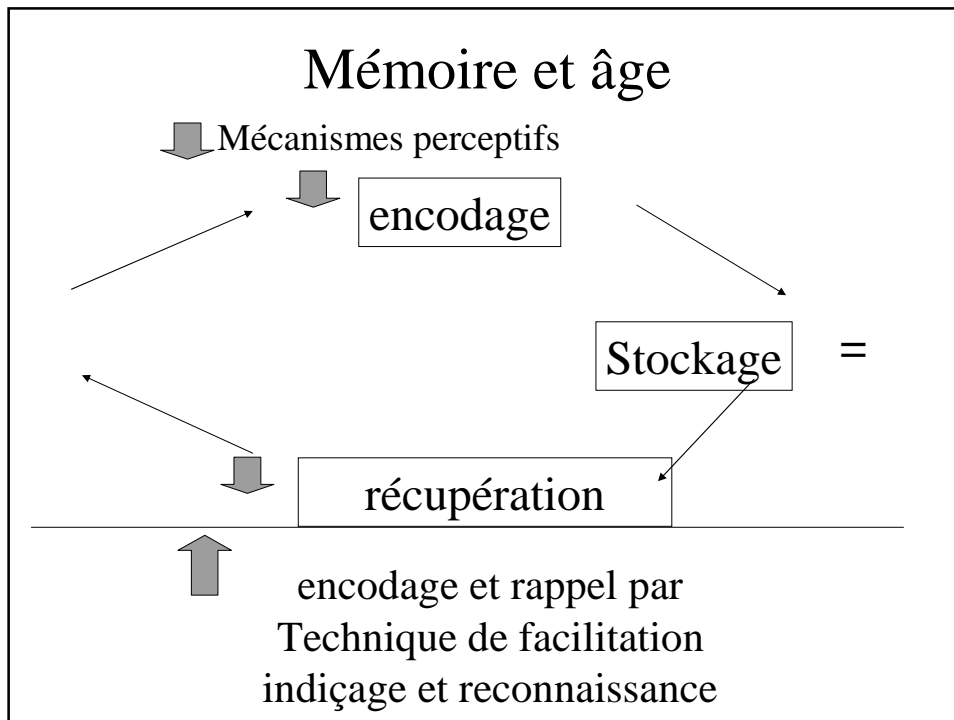 Mémoire et âge
Mécanismes perceptifs
encodage
Stockage =
récupération
encodage et rappel par
Technique de facilitation
indiçage et reconnaissance